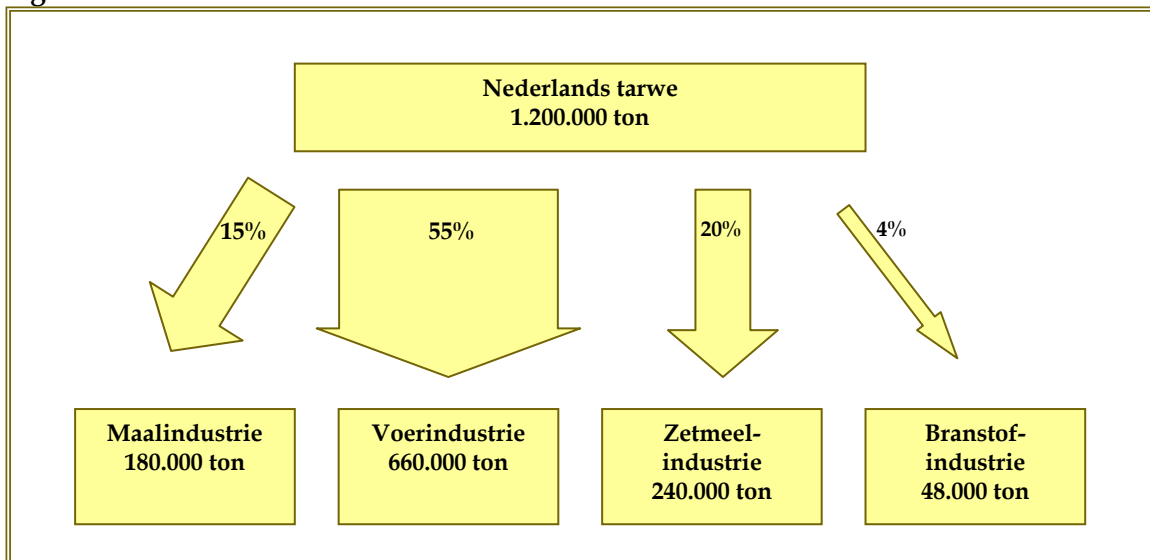 Nederlands tarwe
1.200.000 ton
15%
55%
20%
4%
Maalindustrie
180.000 ton
Voerindustrie
660.000 ton
Zetmeel-
industrie
240.000 ton
Branstof-
industrie
48.000 ton